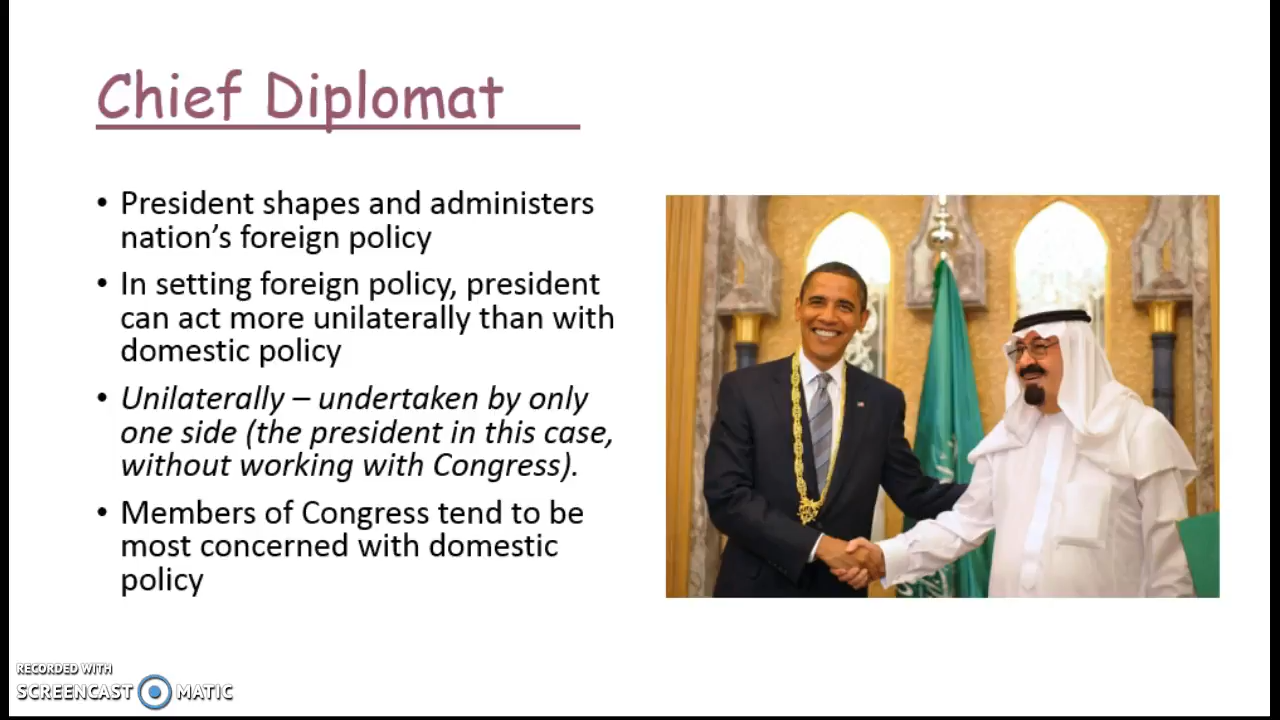 Chief Diplomat
• President shapes and administers
nation's foreign policy
• In setting foreign policy, president
can act more unilaterally than with
domestic policy
• Unilaterally – undertaken by only
one side (the president in this case,
without working with Congress).
• Members of Congress tend to be
most concerned with domestic
policy
RECORDED WITH
SCREENCAST MATIC